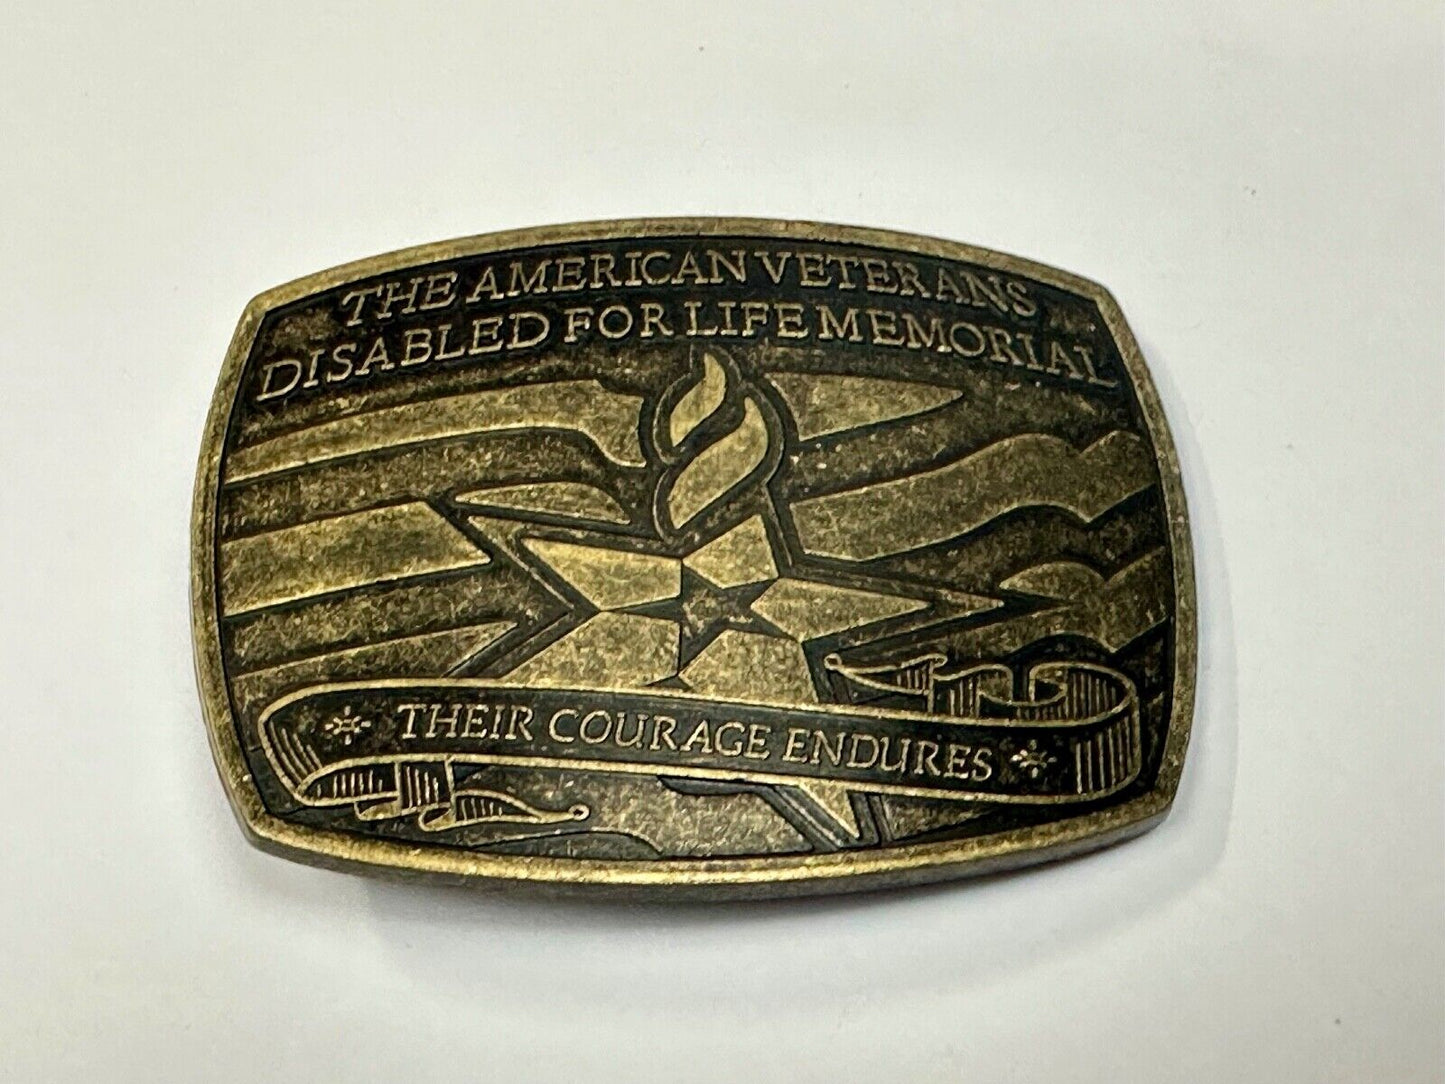 THE AMERICAN VETERANS
DISABLED FOR LIFE MEMORIAL
THEIR COURAGE ENDURES